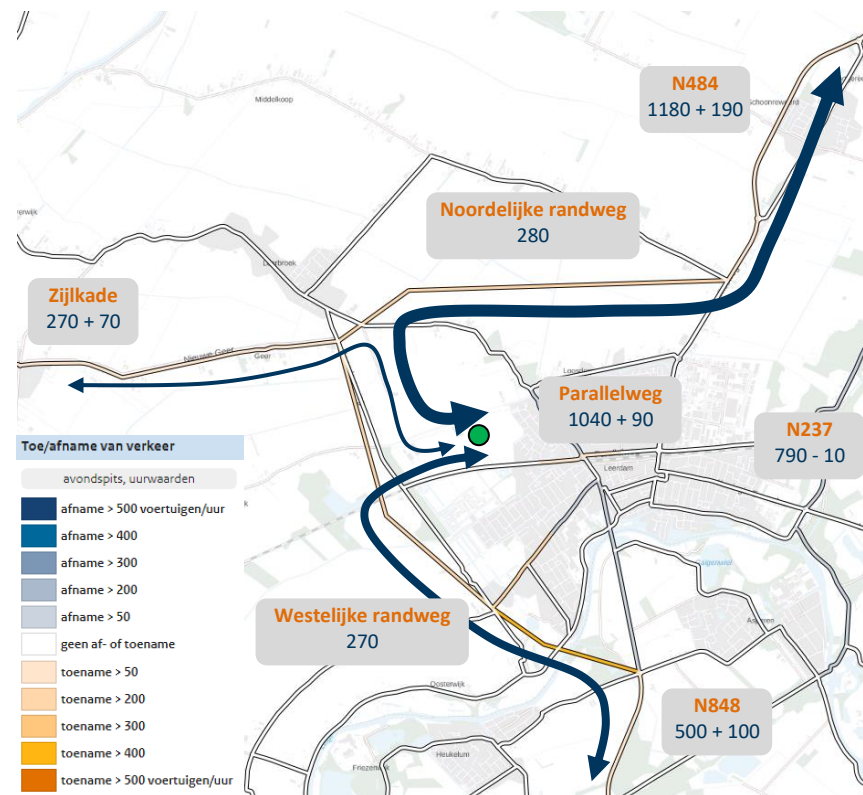 N484
1180 + 190
Middelkoop
Noordelijke randweg
280
Zijlkade
270 + 70
Nieuwe Geer
Geer
Parallelweg
1040 + 90
N237
790 - 10
Leerdam
Toe/afname van verkeer
avondspits, uurwaarden
afname > 500 voertuigen/uur
afname > 400
afname > 300
afname > 200
afname > 50
geen af- of toename
toename > 50
toename > 200
toename > 300
toename > 400
toename > 500 voertuigen/uur
Westelijke randweg
270
Oosterwijk
N848
500 + 100
Heukelum